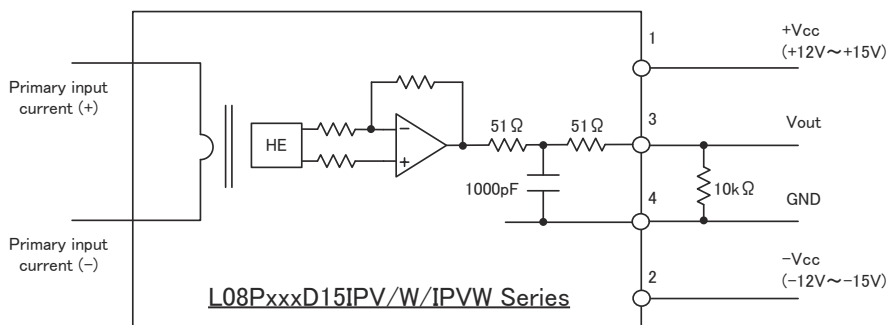 Primary input
current (+)
Primary input
current (-)
HE
-
+
51Ω
51Ω
1000pF
1
+Vcc
(+12V～+15V)
3
Vout
10kΩ
4
GND
2
-Vcc
(-12V～-15V)
L08PxxxD15IPV/W/IPVW Series